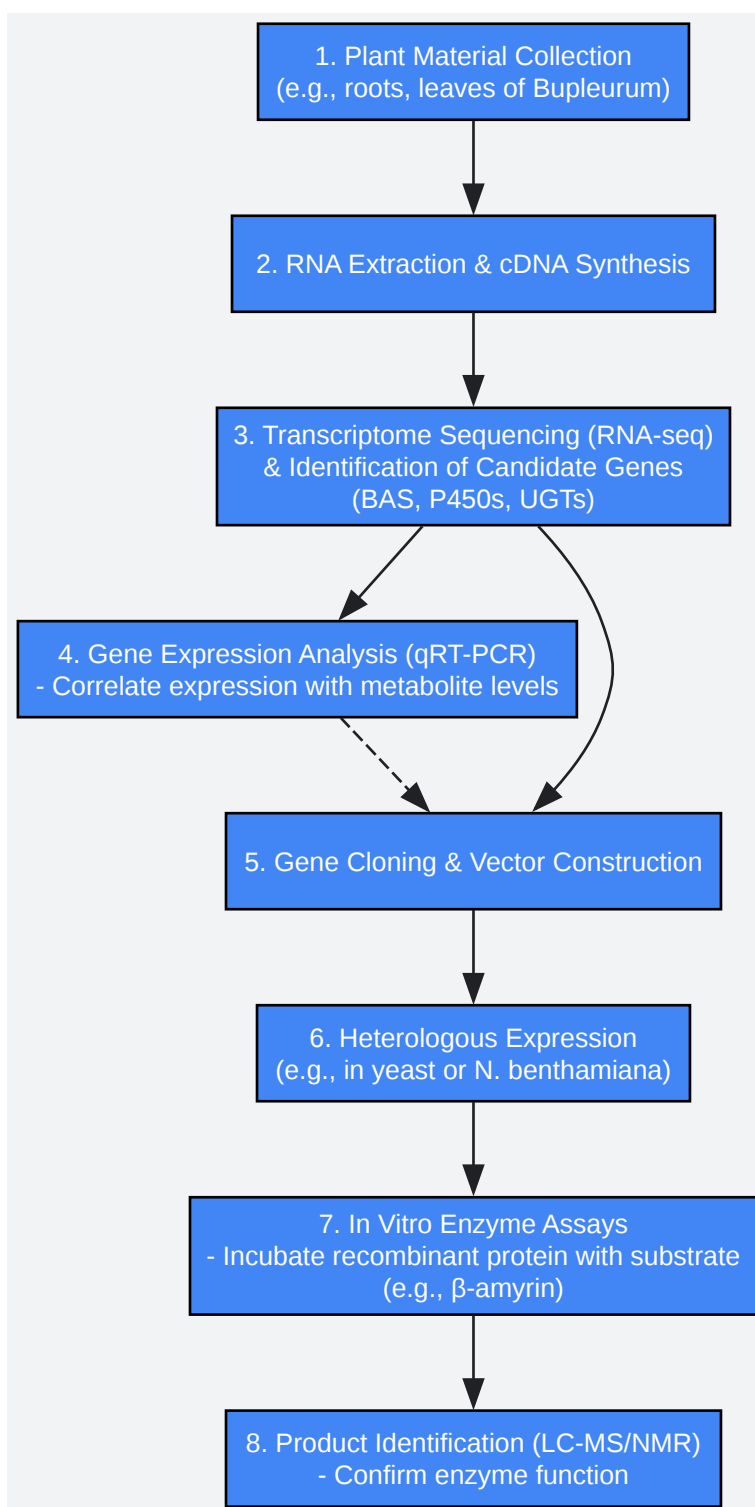 1. Plant Material Collection
(e.g., roots, leaves of Bupleurum)
2. RNA Extraction & cDNA Synthesis
3. Transcriptome Sequencing (RNA-seq)
& Identification of Candidate Genes
(BAS, P450s, UGTs)
4. Gene Expression Analysis (qRT-PCR)
- Correlate expression with metabolite levels
5. Gene Cloning & Vector Construction
6. Heterologous Expression
(e.g., in yeast or N. benthamiana)
7. In Vitro Enzyme Assays
- Incubate recombinant protein with substrate
(e.g., β-amyrin)
8. Product Identification (LC-MS/NMR)
- Confirm enzyme function